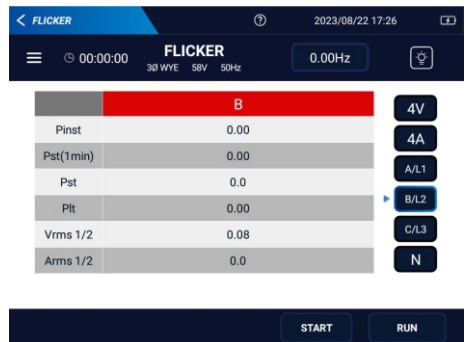 FLICKER
2023/08/22 17:26
00:00:00
FLICKER
3Ø WYE 58V 50Hz
0.00Hz
B
Pinst 0.00
Pst(1min) 0.00
Pst 0.0
Plt 0.00
Vrms 1/2 0.08
Arms 1/2 0.0
4V
4A
A/L1
B/L2
C/L3
N
START
RUN